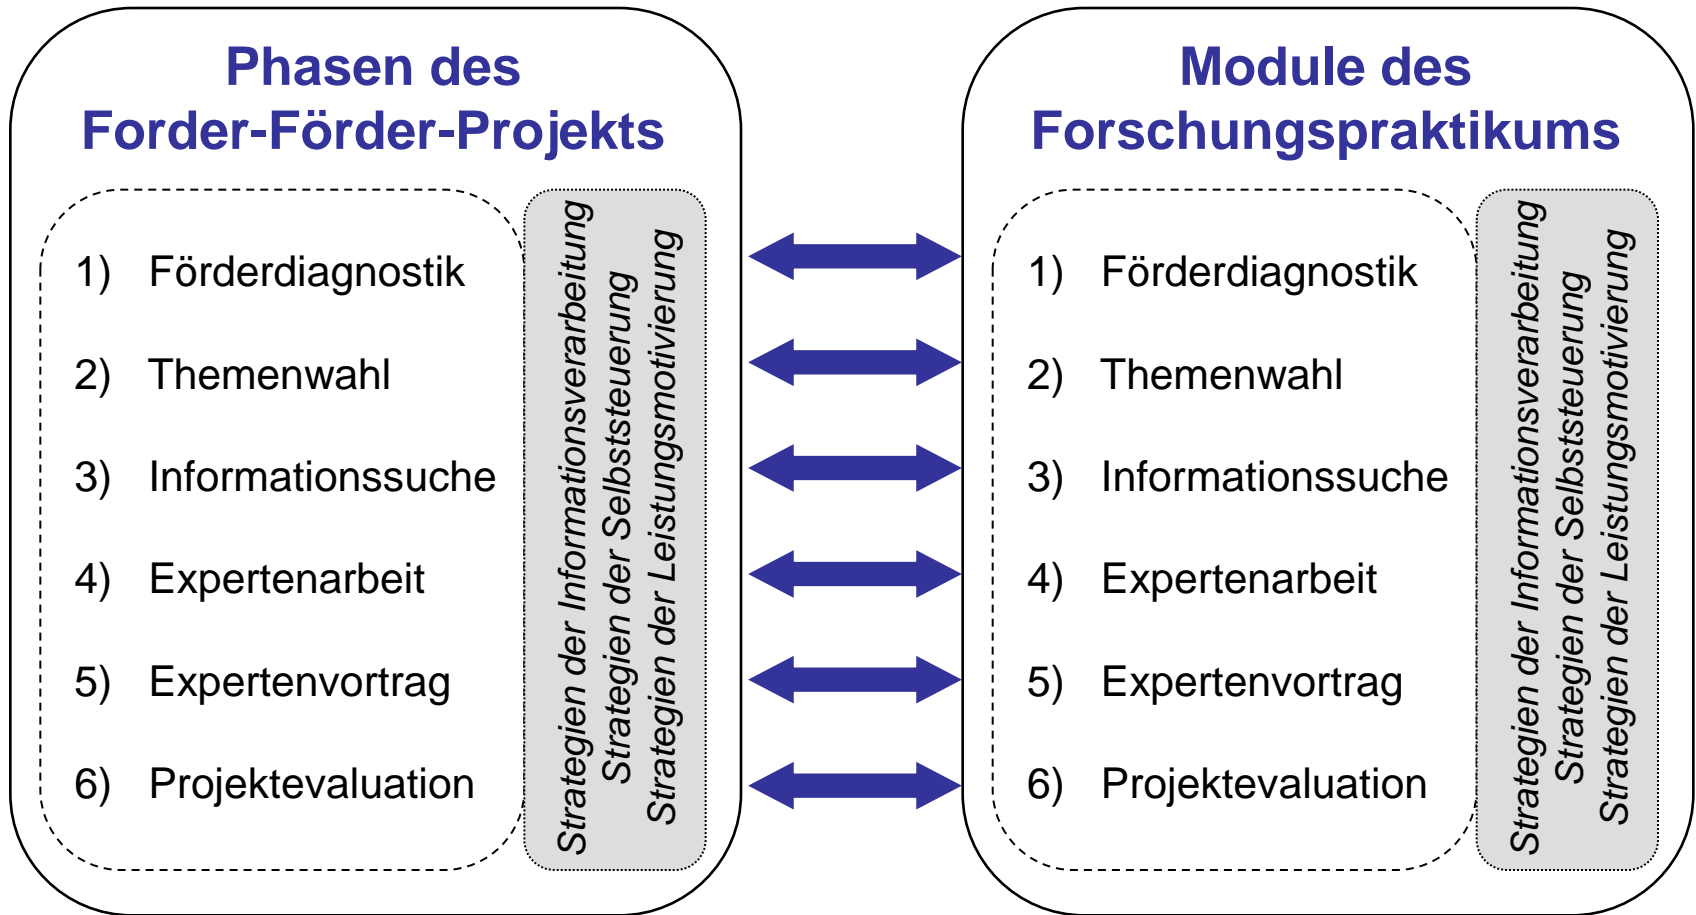 Phasen des
Forder-Förder-Projekts
1) Förderdiagnostik
2) Themenwahl
3) Informationssuche
4) Expertenarbeit
5) Expertenvortrag
6) Projektevaluation
Strategien der Informationsverarbeitung
Strategien der Selbststeuerung
Strategien der Leistungsmotivierung
Module des
Forschungspraktikums
1) Förderdiagnostik
2) Themenwahl
3) Informationssuche
4) Expertenarbeit
5) Expertenvortrag
6) Projektevaluation
Strategien der Informationsverarbeitung
Strategien der Selbststeuerung
Strategien der Leistungsmotivierung